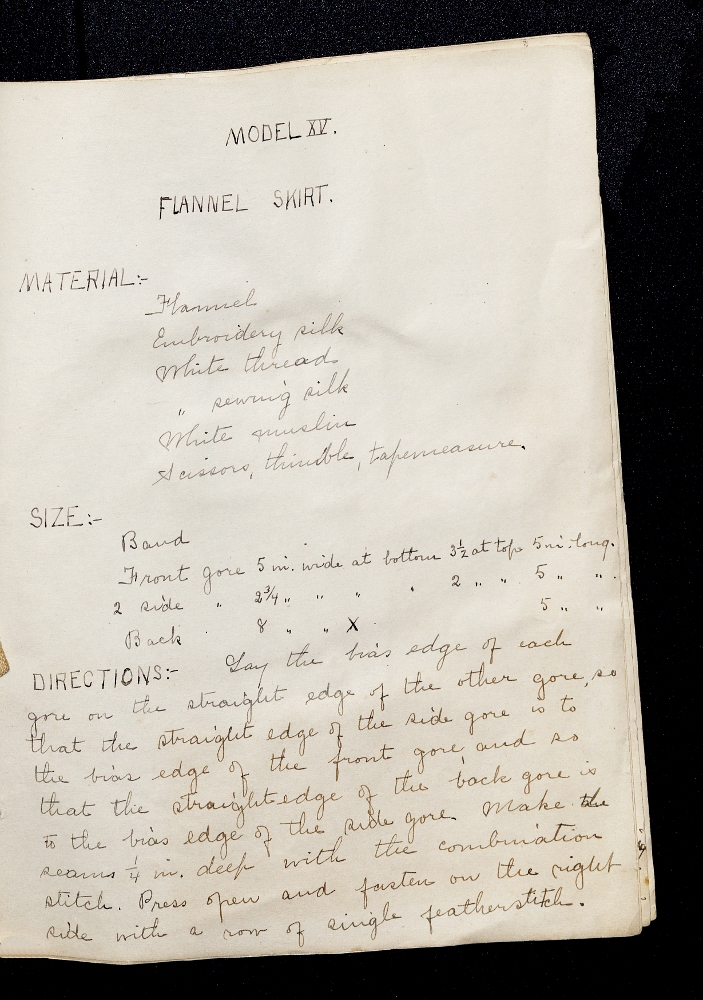 MODEL XV.
FLANNEL SKIRT.
MATERIAL:-
Flannel
Embroidery silk
White thread
" sewing silk
White muslin
Scissors, thimble, tapemeasure.
SIZE:-
Band
Front gore 5 in. wide at bottom 3½ at top 5 in. long.
2 side " 2¾ " " " " 2 " " 5 " ".
Back " 8 " " X 5 " "
DIRECTIONS:- Lay the bias edge of each
gore on the straight edge of the other gore, so
that the straight edge of the side gore is to
the bias edge of the front gore and so
that the straight edge of the back gore is
to the bias edge of the side gore. Make the
seams ¼ in. deep with the combination
stitch. Press open and fasten on the right
side with a row of single featherstitch.